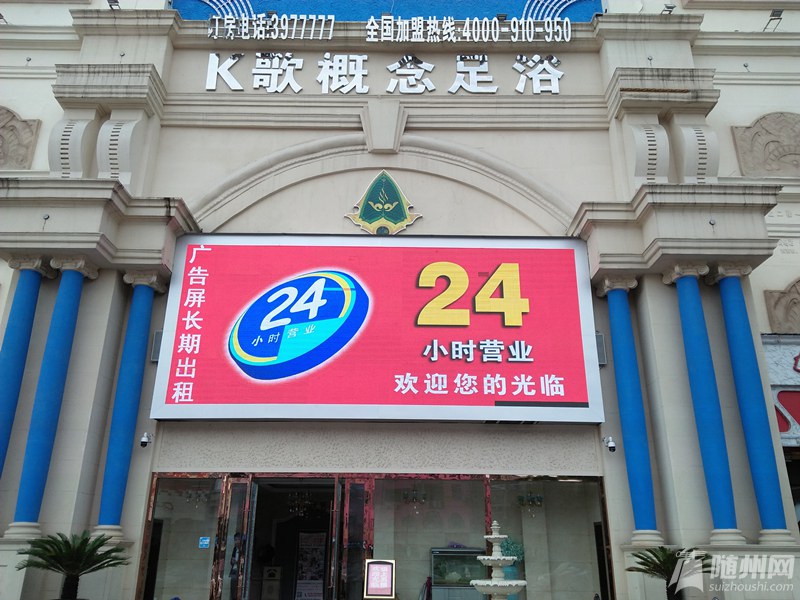 订房电话:3977777 全国加盟热线:4000-910-950
K歌概念足浴
广告屏长期出租
24
小时营业
24
小时营业
欢迎您的光临
随州网
suizhoushi.com